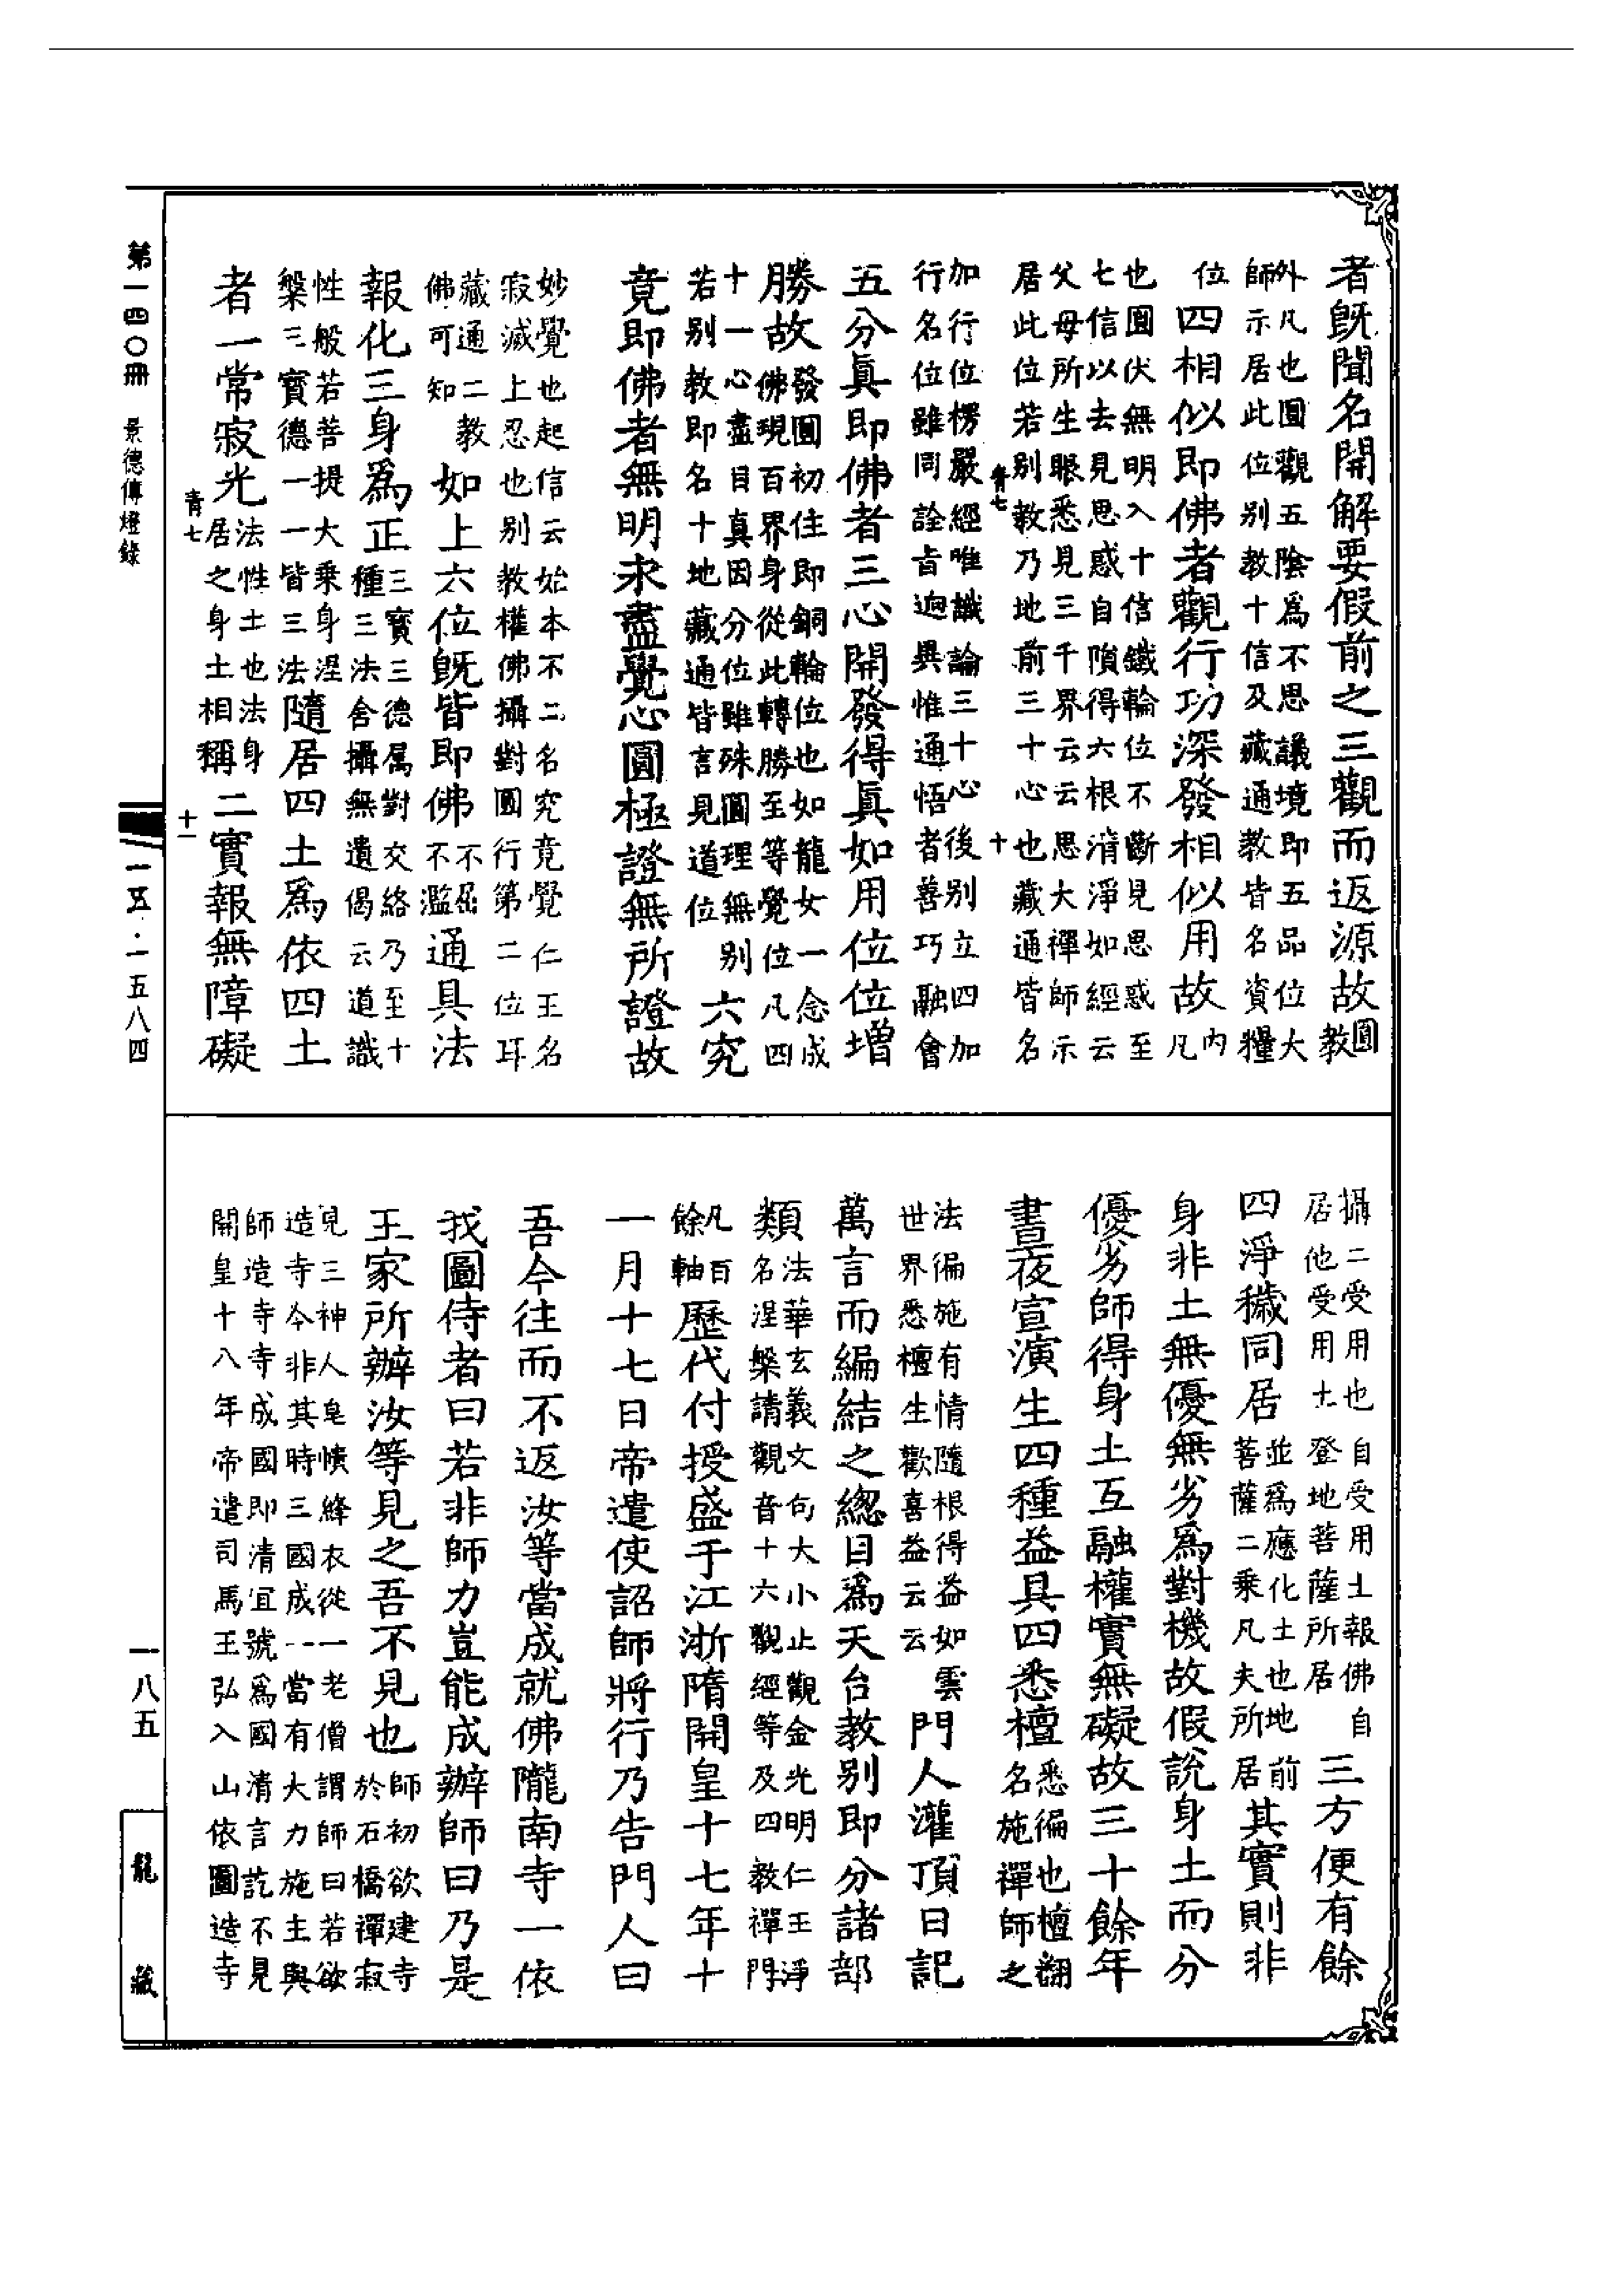 者既聞名開解要假前之三觀而返源故圓教
外凡也圓觀五陰爲不思議境即五品位大
師示居此位別教十信及藏通教皆名資糧
位四相似即佛者觀行功深發相似用故內凡
也圓伏無明入十信鐵輪位不斷見思惑至
七信以去見思惑自隕得六根清淨如經云
父母所生眼悉見三千界云云思大禪師示
居此位若別教乃地前三十心也藏通皆名
青七 十
加行位楞嚴經唯識論三十心後別立四加
行名位雖同詮旨逈異惟通悟者善巧融會
五分眞即佛者三心開發得眞如用位位增
勝故發圓初住即銅輪位也如龍女一念成
佛現百界身從此轉勝至等覺位凡四
十一心盡目真因分位雖殊圓理無別
若別教即名十地藏通皆言見道位六究
竟即佛者無明永盡覺心圓極證無所證故
妙覺也起信云始本不二名究竟覺仁王名
寂滅上忍也別教權佛攝對圓行第二位耳
藏通二教佛可知如上六位既皆即佛不屈不濫通具法
報化三身爲正三寶三德屬對交絡乃至十
種三法含攝無遺偈云道識
性般若菩提大乘身涅
槃三寶德一一皆三法隨居四土爲依四土
者一常寂光法性土也法身居之身土相稱二實報無障礙
青七 十一
攝二受用也自受用土報佛自
居他受用土登地菩薩所居三方便有餘
四淨穢同居並爲應化土也地前
菩薩二乘凡夫所居其實則非
身非土無優無劣爲對機故假說身土而分
優劣師得身土互融權實無礙故三十餘年
晝夜宣演生四種益具四悉檀悉徧也檀翻
名施禪師之
法徧施有情隨根得益如雲
世界悉檀生歡喜益云云門人灌頂日記
萬言而編結之總目爲天台教別即分諸部
類法華玄義文句大小止觀金光明仁王淨
名涅槃請觀音十六觀經等及四教禪門
凡百餘軸歷代付授盛于江浙隋開皇十七年十
一月十七日帝遣使詔師將行乃告門人曰
吾今往而不返汝等當成就佛隴南寺一依
我圖侍者曰若非師力豈能成辦師曰乃是
王家所辦汝等見之吾不見也師初欲建寺
於石橋禪寂
見三神人皂幘絳衣從一老僧謂師曰若欲
造寺今非其時三國成一當有大力施主與
師造寺寺成國即清宜號爲國清言訖不見
開皇十八年帝遣司馬王弘入山依圖造寺
第一四〇冊 景德傳燈錄
一五·一五八四
一八五
龍藏